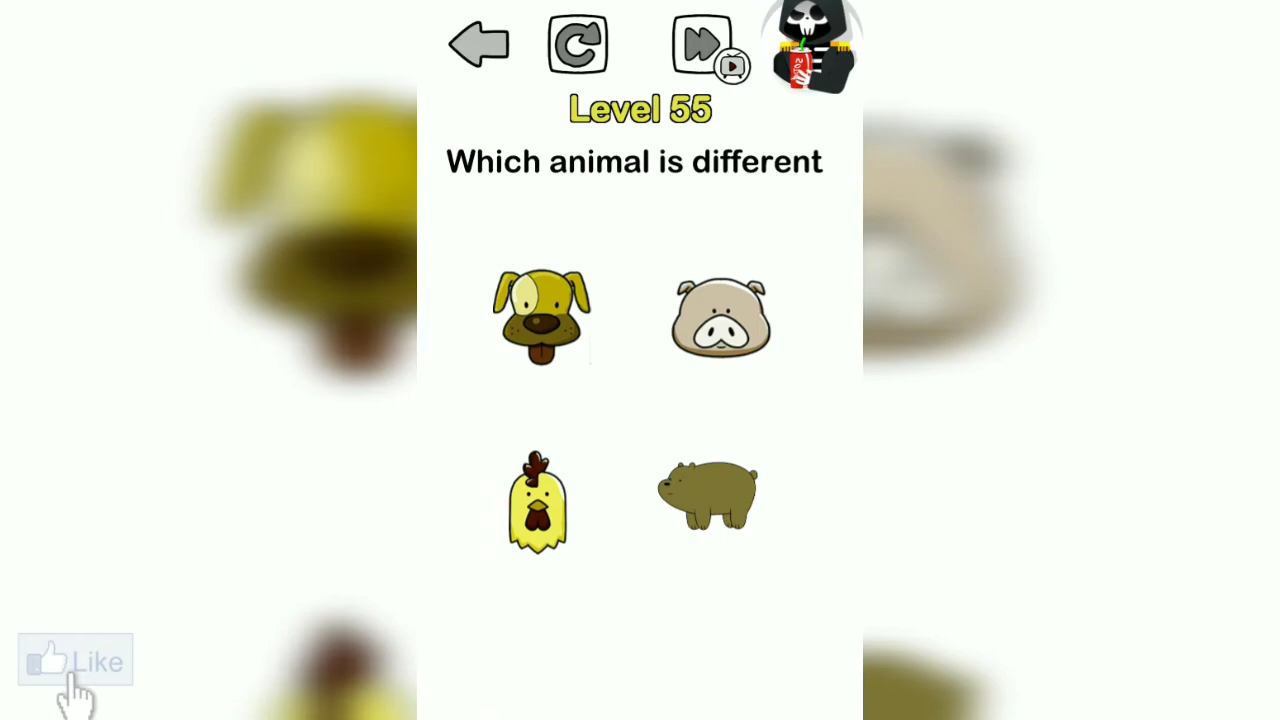 Level 55
Which animal is different
Like